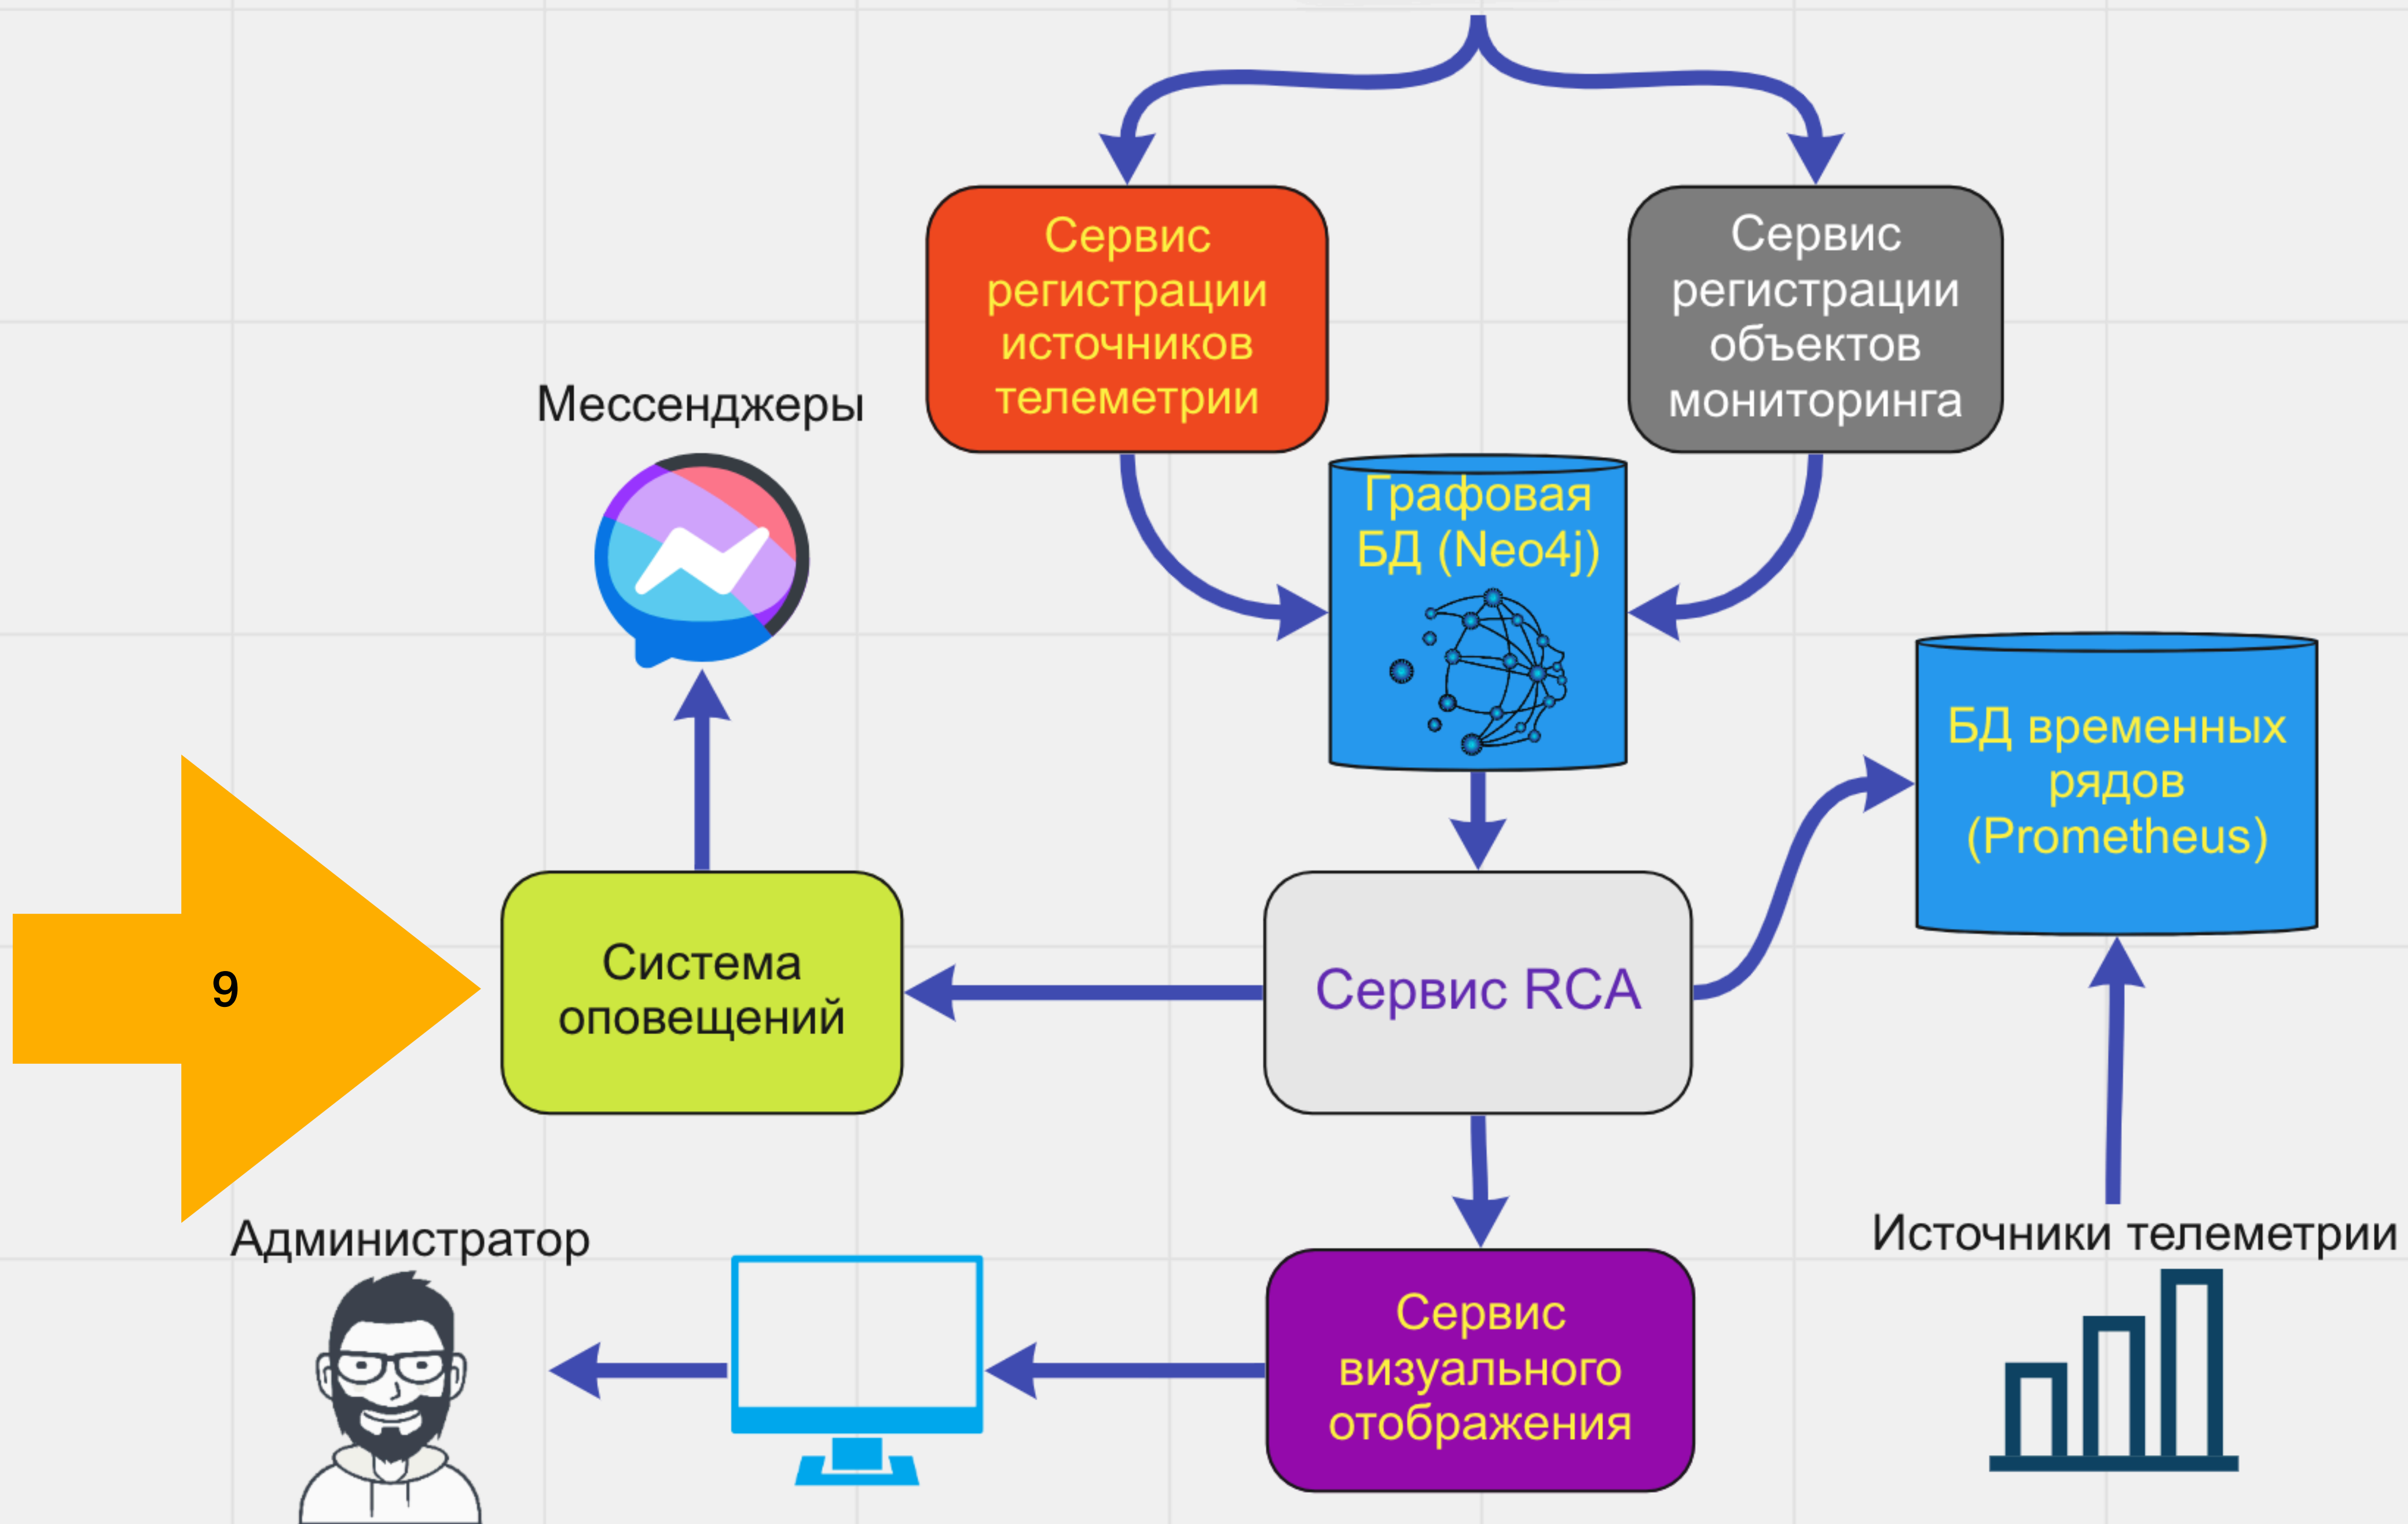 Сервис
регистрации
источников
телеметрии
Сервис
регистрации
объектов
мониторинга
Мессенджеры
Графовая
БД (Neo4j)
БД временных
рядов
(Prometheus)
9
Система
оповещений
Сервис RCA
Администратор
Источники телеметрии
Сервис
визуального
отображения